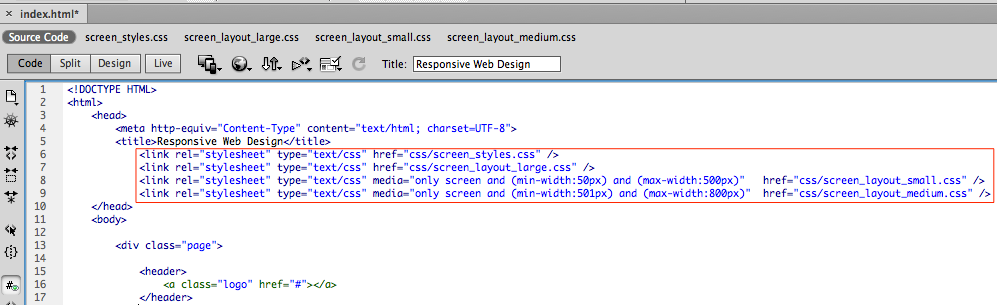 index.html*
Source Code screen_styles.css screen_layout_large.css screen_layout_small.css screen_layout_medium.css
Code Split Design Live Title: Responsive Web Design
1 <!DOCTYPE HTML>
2 <html>
3 <head>
4 <meta http-equiv="Content-Type" content="text/html; charset=UTF-8">
5 <title>Responsive Web Design</title>
6 <link rel="stylesheet" type="text/css" href="css/screen_styles.css" />
7 <link rel="stylesheet" type="text/css" href="css/screen_layout_large.css" />
8 <link rel="stylesheet" type="text/css" media="only screen and (min-width:50px) and (max-width:500px)" href="css/screen_layout_small.css" />
9 <link rel="stylesheet" type="text/css" media="only screen and (min-width:501px) and (max-width:800px)" href="css/screen_layout_medium.css" />
10 </head>
11 <body>
12
13 <div class="page">
14
15 <header>
16 <a class="logo" href="#"></a>
17 </header>